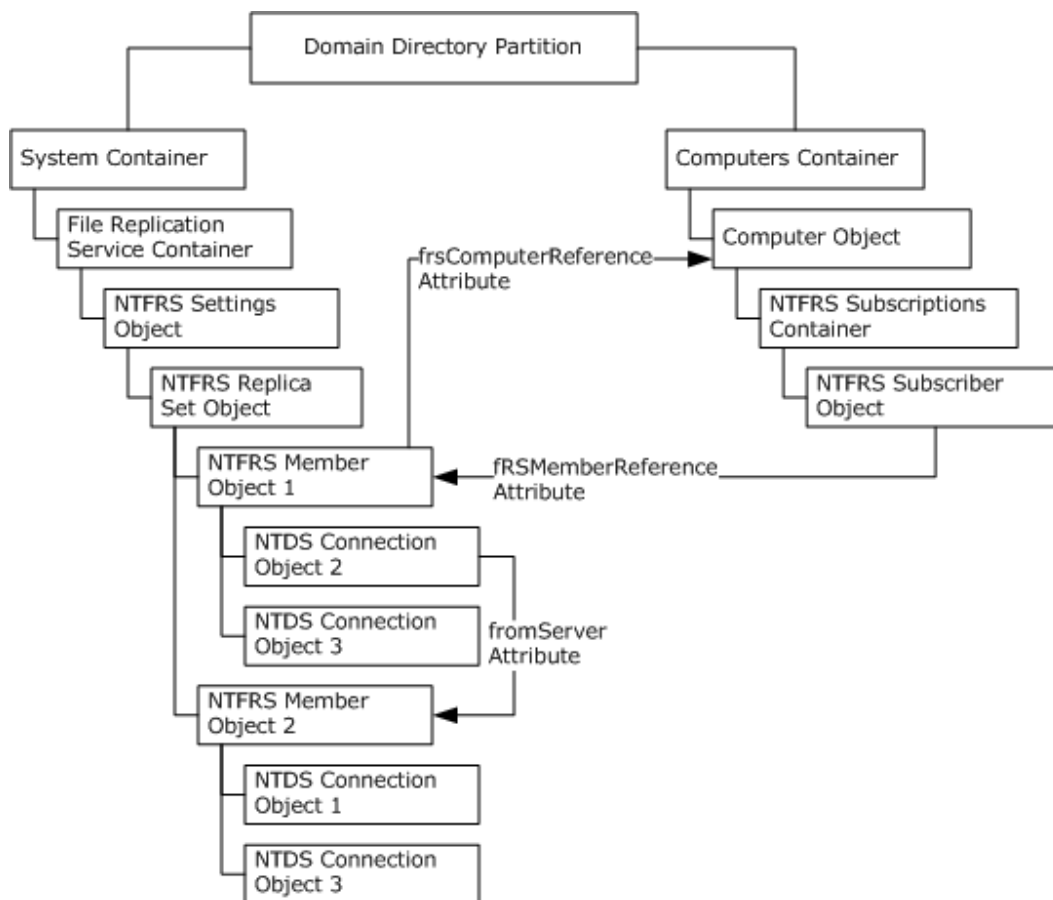 Domain Directory Partition
System Container
Computers Container
File Replication
Service Container
Computer Object
frsComputerReference
Attribute
NTFRS Settings
Object
NTFRS Subscriptions
Container
NTFRS Replica
Set Object
NTFRS Subscriber
Object
NTFRS Member
Object 1
fRSMemberReference
Attribute
NTDS Connection
Object 2
NTDS Connection
Object 3
fromServer
Attribute
NTFRS Member
Object 2
NTDS Connection
Object 1
NTDS Connection
Object 3